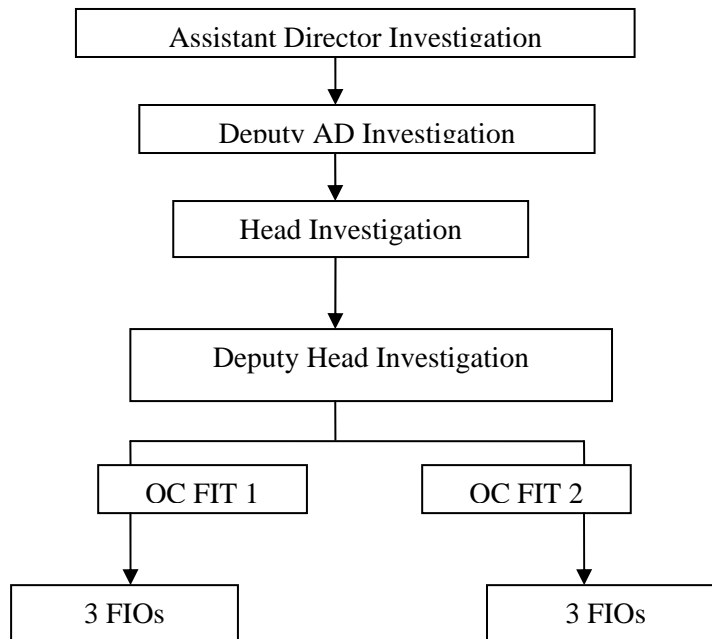 Assistant Director Investigation
Deputy AD Investigation
Head Investigation
Deputy Head Investigation
OC FIT 1
OC FIT 2
3 FIOs
3 FIOs